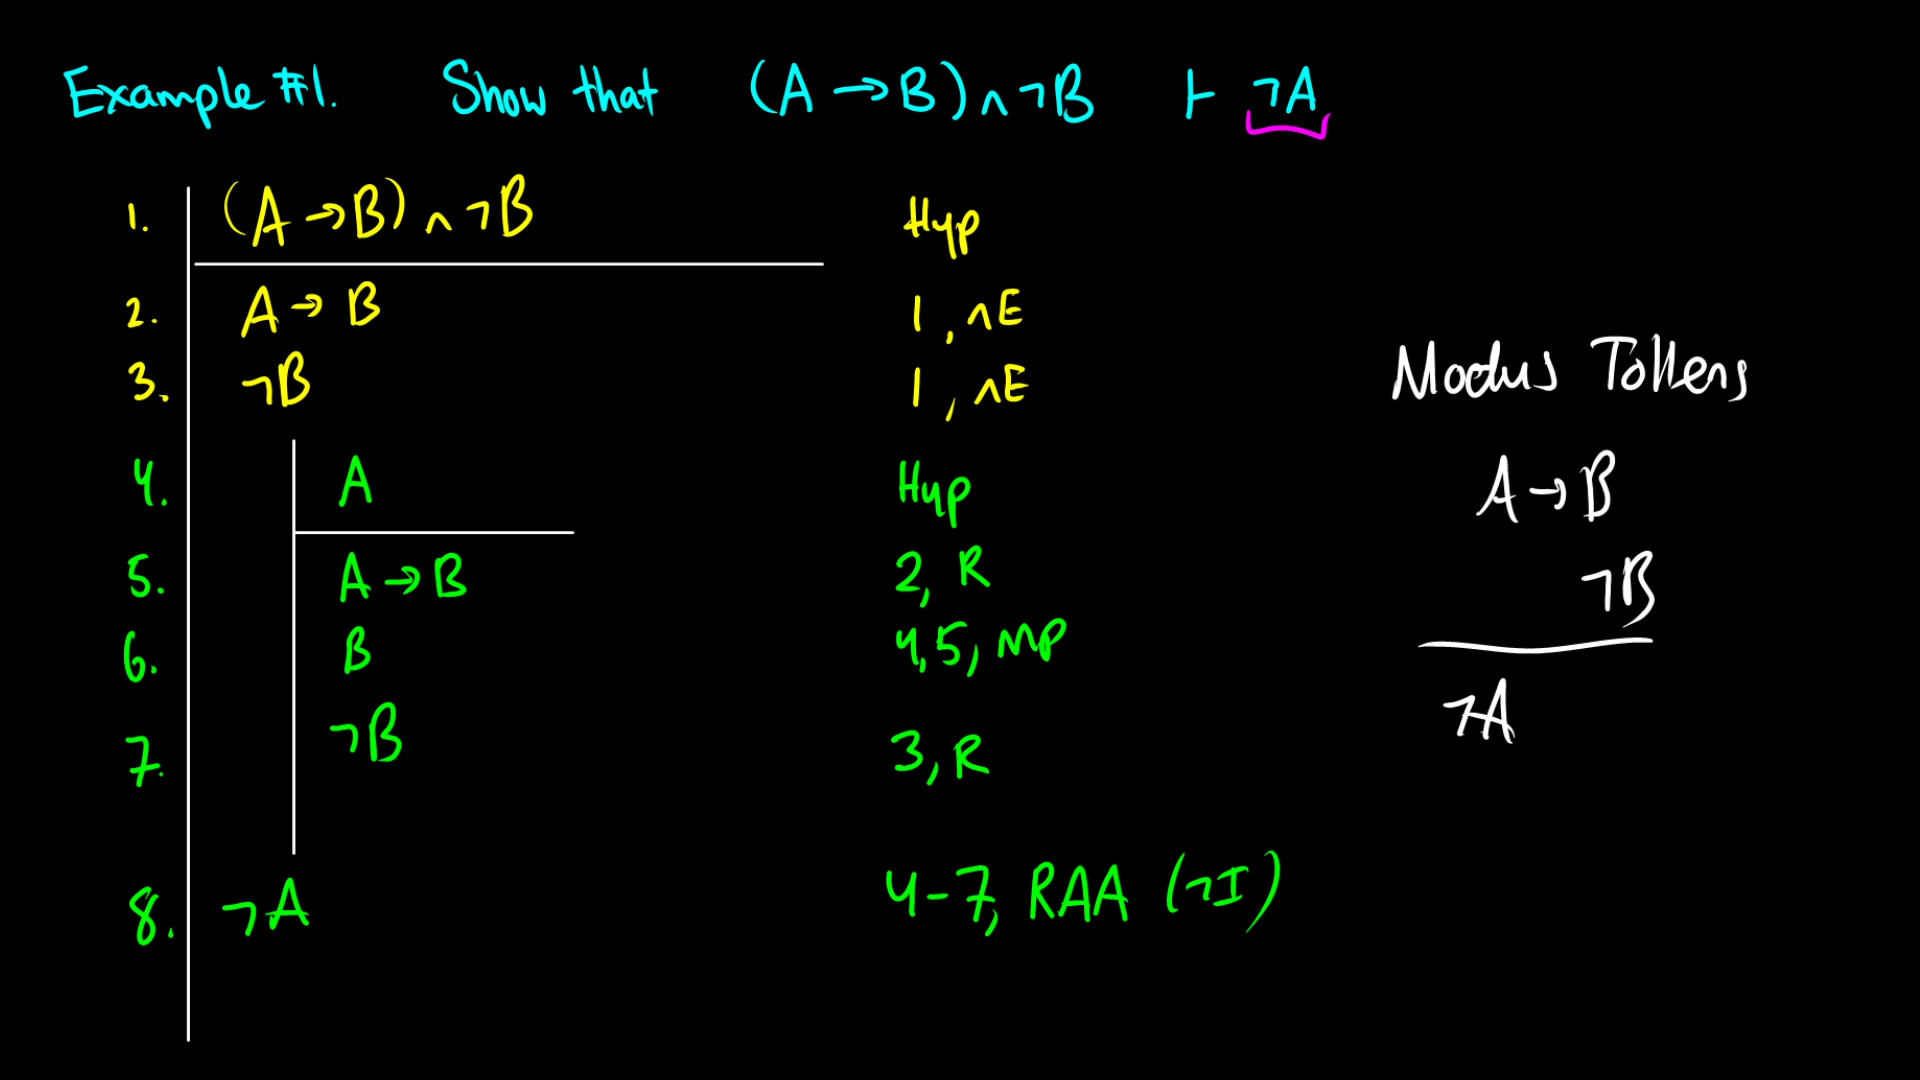 Example #1. Show that (A → B) ∧ ¬B ⊢ ¬A
1. (A → B) ∧ ¬B Hyp
2. A → B 1, ∧E
3. ¬B 1, ∧E
4. A Hyp
5. A → B 2, R
6. B 4,5, MP
7. ¬B 3, R
8. ¬A 4-7, RAA (¬I)
Modus Tollens
A → B
¬B
¬A